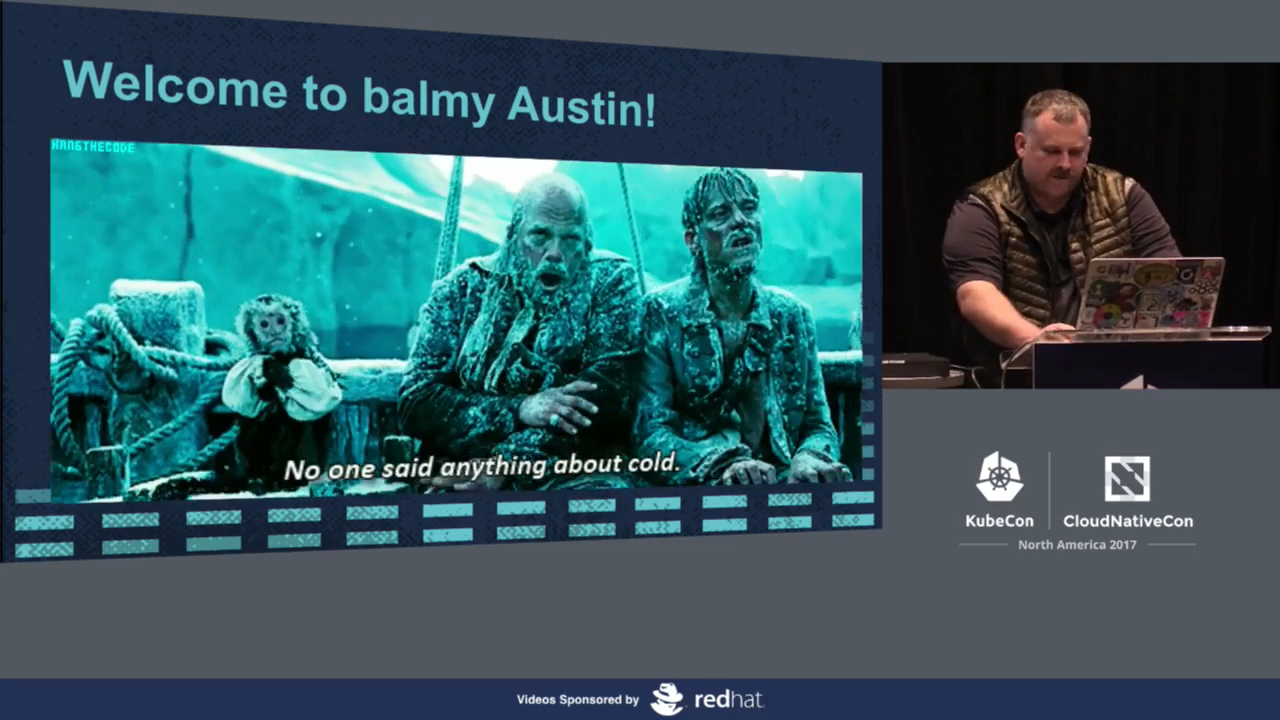 Welcome to balmy Austin!
HANGTHECODE
No one said anything about cold.
KubeCon
CloudNativeCon
North America 2017
Videos Sponsored by
redhat.